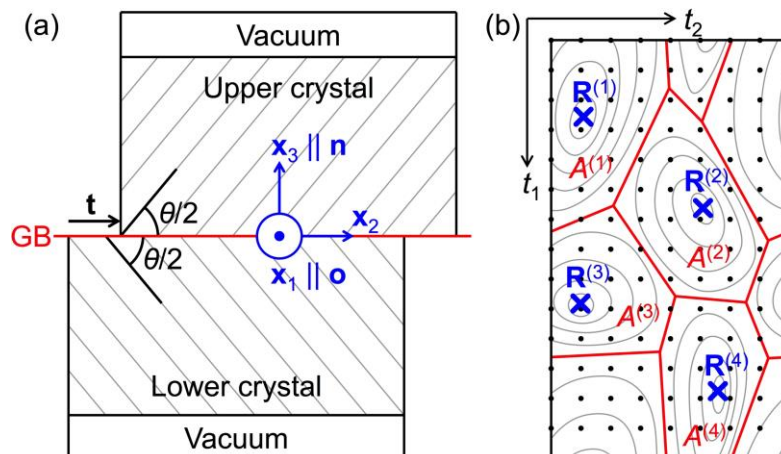 (a)
Vacuum
Upper crystal
x₃ || n
t
θ/2
GB
x₂
θ/2
x₁ || o
Lower crystal
Vacuum
(b)
t₂
t₁
R⁽¹⁾
A⁽¹⁾
R⁽²⁾
A⁽²⁾
R⁽³⁾
A⁽³⁾
R⁽⁴⁾
A⁽⁴⁾